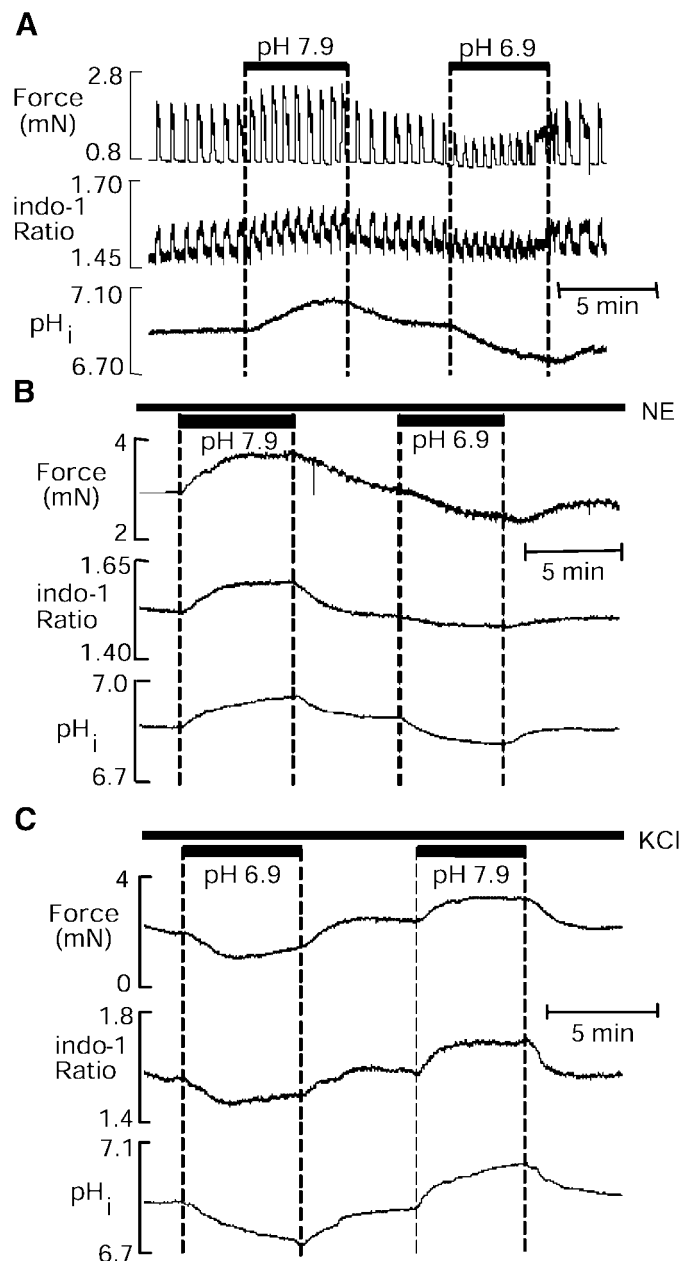 A
pH 7.9
pH 6.9
2.8
Force
(mN)
0.8
1.70
indo-1
Ratio
1.45
5 min
7.10
pHi
6.70
B
NE
pH 7.9
pH 6.9
4
Force
(mN)
2
5 min
1.65
indo-1
Ratio
1.40
7.0
pHi
6.7
C
KCl
pH 6.9
pH 7.9
4
Force
(mN)
0
1.8
5 min
indo-1
Ratio
1.4
7.1
pHi
6.7